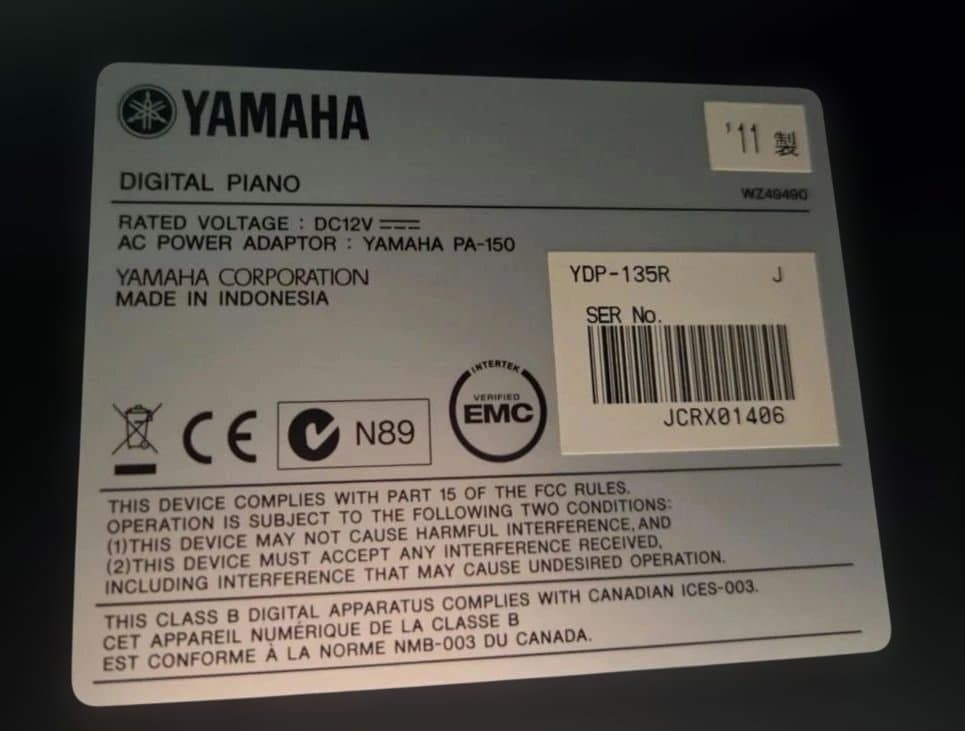 YAMAHA
'11 製
DIGITAL PIANO
WZ49490
RATED VOLTAGE : DC12V
AC POWER ADAPTOR : YAMAHA PA-150
YAMAHA CORPORATION
MADE IN INDONESIA
YDP-135R J
SER No.
JCRX01406
CE
N89
INTERTEK
VERIFIED
EMC
THIS DEVICE COMPLIES WITH PART 15 OF THE FCC RULES.
OPERATION IS SUBJECT TO THE FOLLOWING TWO CONDITIONS:
(1)THIS DEVICE MAY NOT CAUSE HARMFUL INTERFERENCE,AND
(2)THIS DEVICE MUST ACCEPT ANY INTERFERENCE RECEIVED,
INCLUDING INTERFERENCE THAT MAY CAUSE UNDESIRED OPERATION.
THIS CLASS B DIGITAL APPARATUS COMPLIES WITH CANADIAN ICES-003.
CET APPAREIL NUMÉRIQUE DE LA CLASSE B
EST CONFORME À LA NORME NMB-003 DU CANADA.